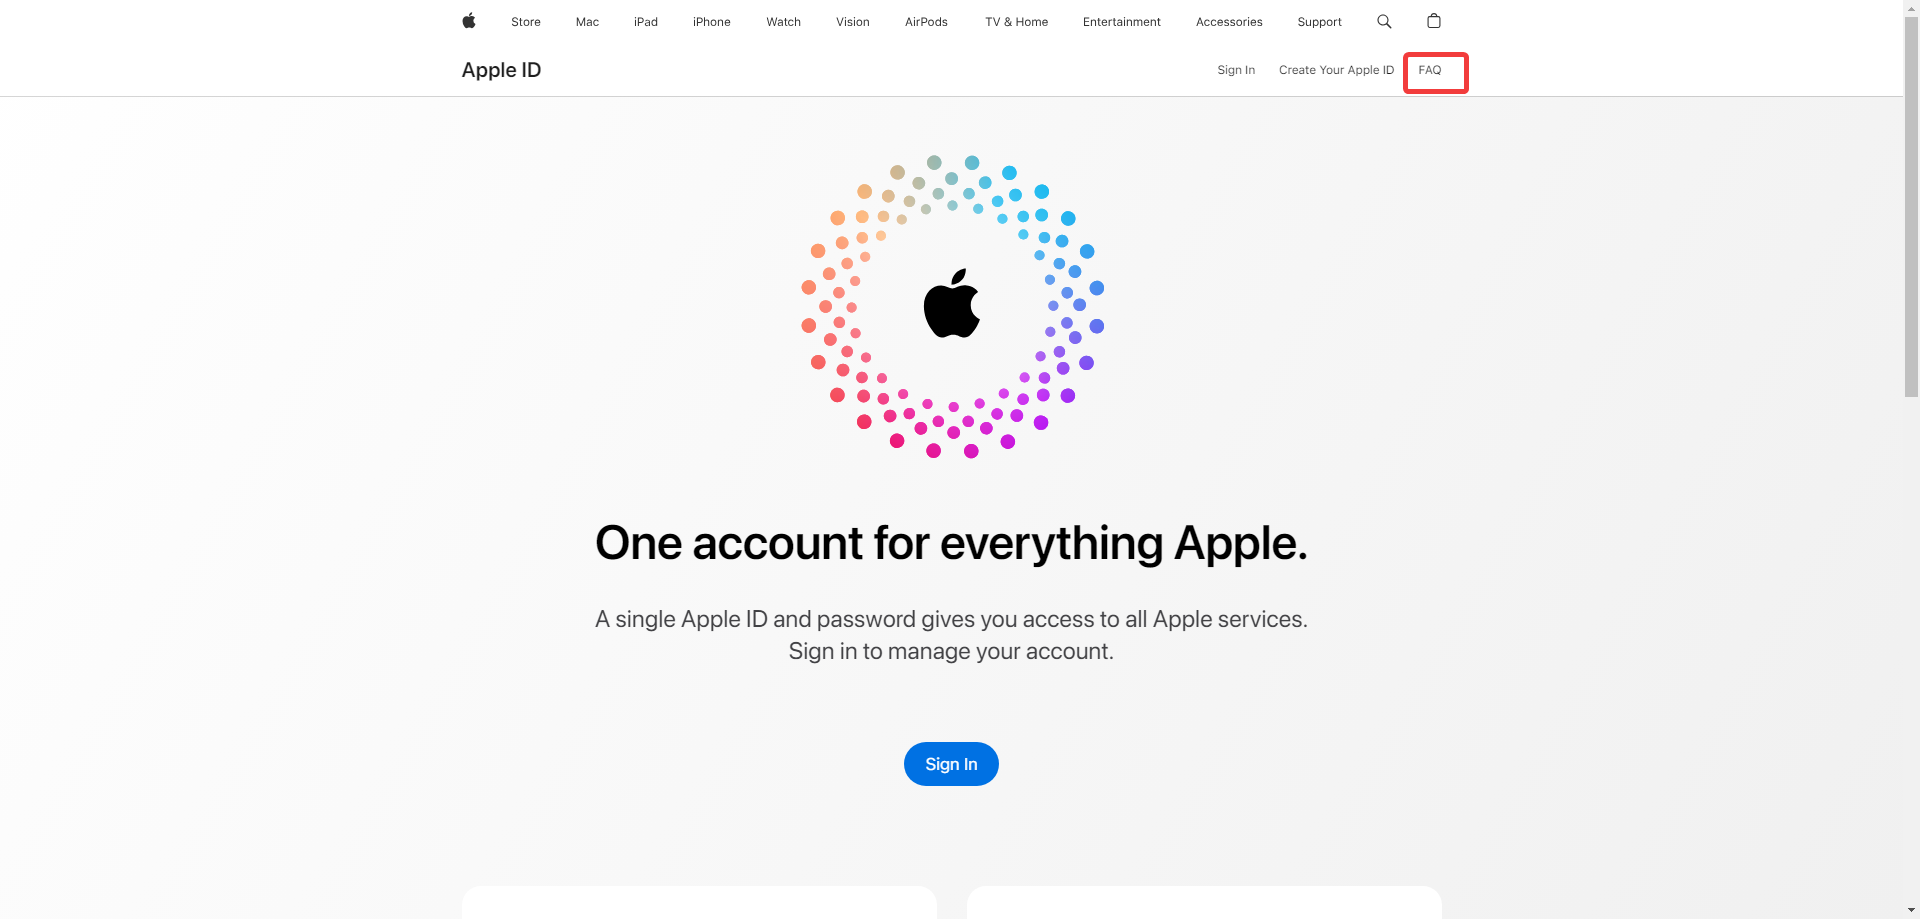 Store Mac iPad iPhone Watch Vision AirPods TV & Home Entertainment Accessories Support
Apple ID Sign In Create Your Apple ID FAQ
One account for everything Apple.
A single Apple ID and password gives you access to all Apple services.
Sign in to manage your account.
Sign In